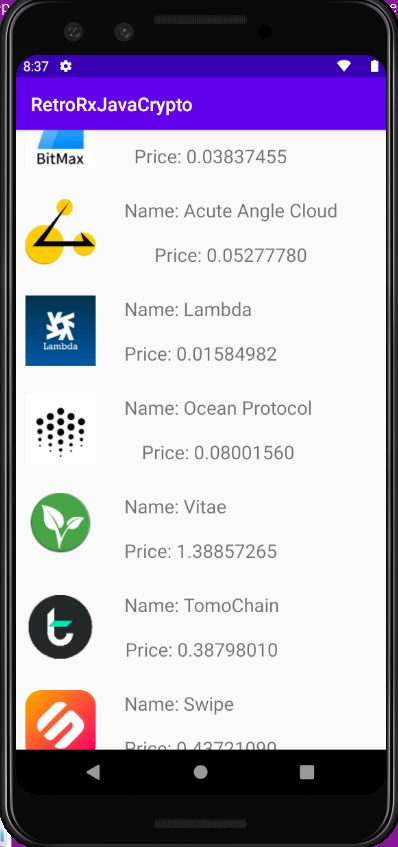 8:37
RetroRxJavaCrypto
BitMax
Price: 0.03837455
Name: Acute Angle Cloud
Price: 0.05277780
Name: Lambda
Lambda
Price: 0.01584982
Name: Ocean Protocol
Price: 0.08001560
Name: Vitae
Price: 1.38857265
Name: TomoChain
Price: 0.38798010
Name: Swipe
Price: 0.43721090